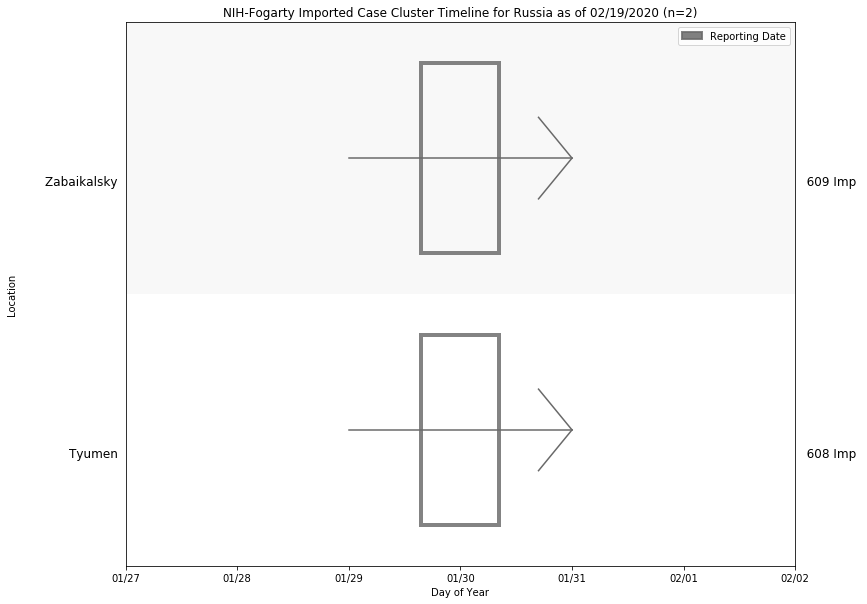 NIH-Fogarty Imported Case Cluster Timeline for Russia as of 02/19/2020 (n=2)
Reporting Date
Zabaikalsky
609 Imp
Location
Tyumen
608 Imp
01/27 01/28 01/29 01/30 01/31 02/01 02/02
Day of Year